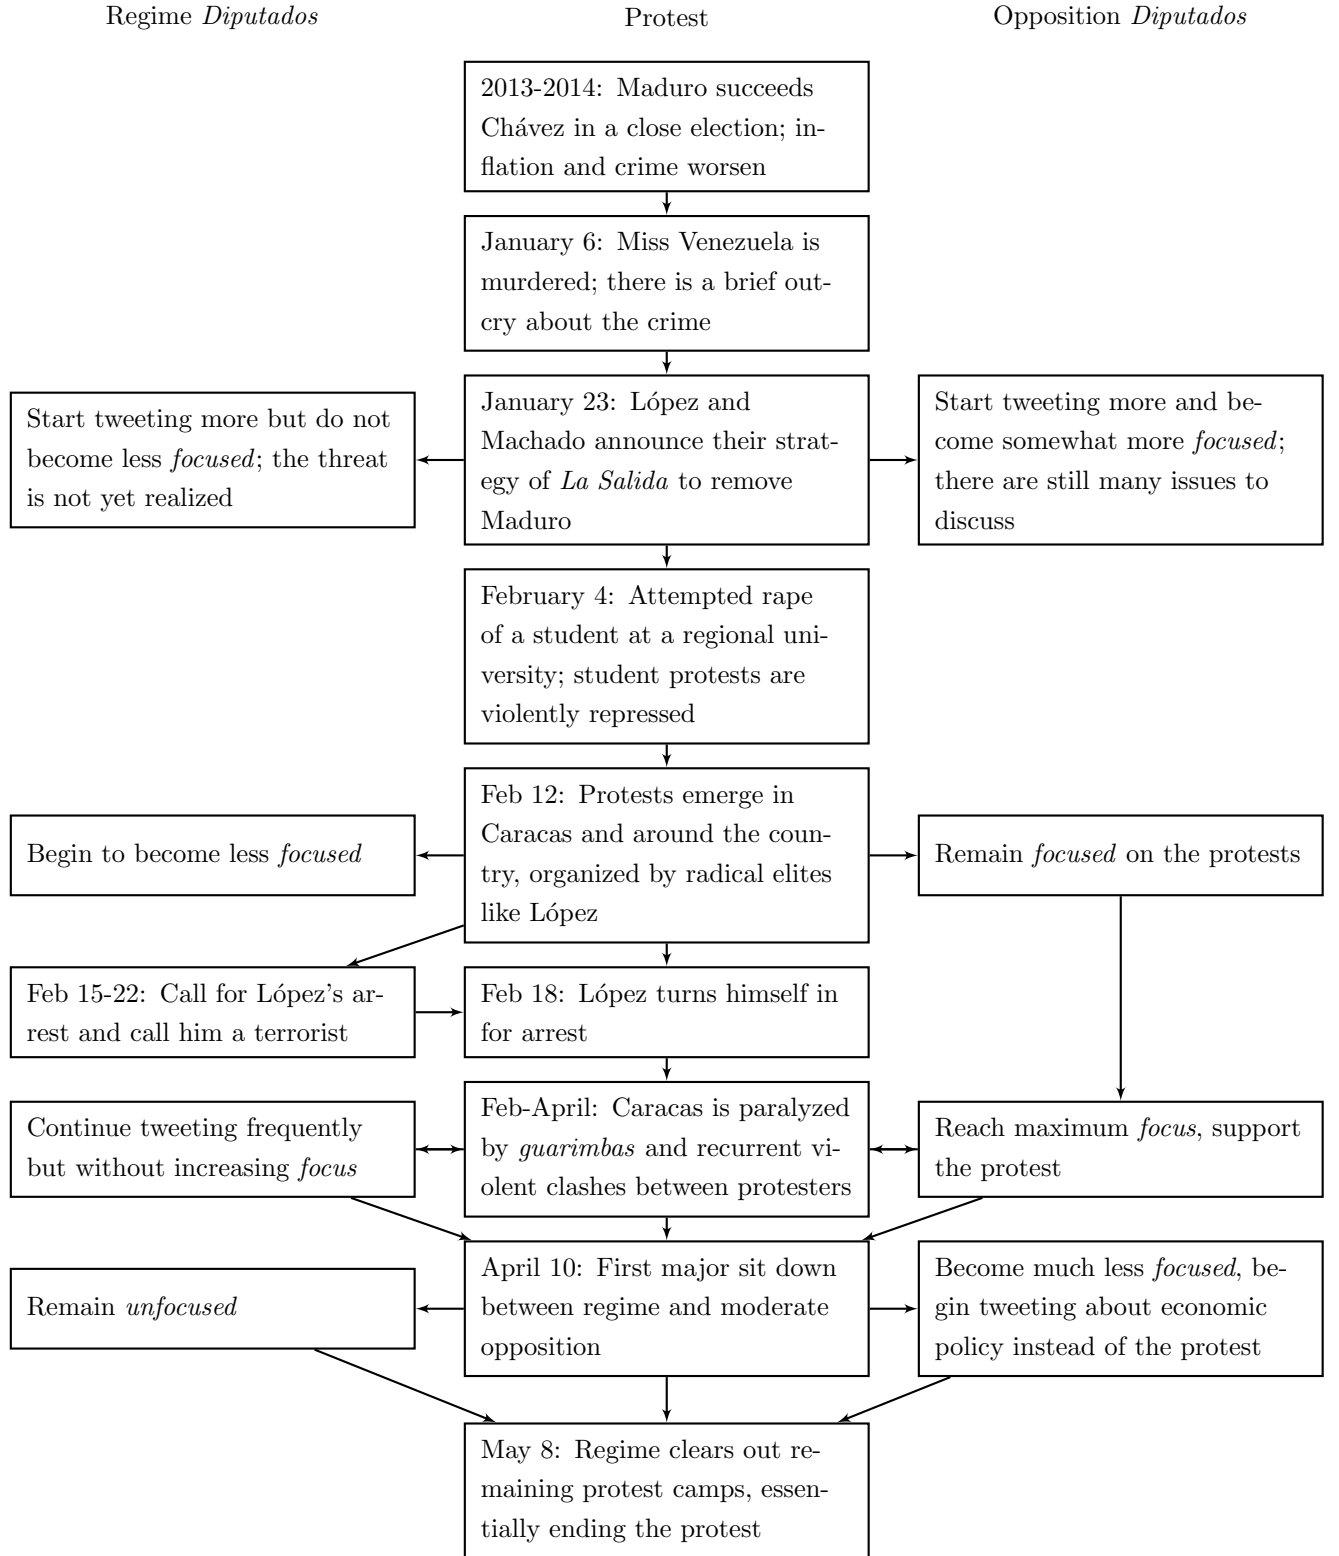 Regime Diputados
Protest
Opposition Diputados
2013-2014: Maduro succeeds
Chávez in a close election; in-
flation and crime worsen
January 6: Miss Venezuela is
murdered; there is a brief out-
cry about the crime
Start tweeting more but do not
become less focused; the threat
is not yet realized
January 23: López and
Machado announce their strat-
egy of La Salida to remove
Maduro
Start tweeting more and be-
come somewhat more focused;
there are still many issues to
discuss
February 4: Attempted rape
of a student at a regional uni-
versity; student protests are
violently repressed
Begin to become less focused
Feb 12: Protests emerge in
Caracas and around the coun-
try, organized by radical elites
like López
Remain focused on the protests
Feb 15-22: Call for López's ar-
rest and call him a terrorist
Feb 18: López turns himself in
for arrest
Continue tweeting frequently
but without increasing focus
Feb-April: Caracas is paralyzed
by guarimbas and recurrent vi-
olent clashes between protesters
Reach maximum focus, support
the protest
Remain unfocused
April 10: First major sit down
between regime and moderate
opposition
Become much less focused, be-
gin tweeting about economic
policy instead of the protest
May 8: Regime clears out re-
maining protest camps, essen-
tially ending the protest